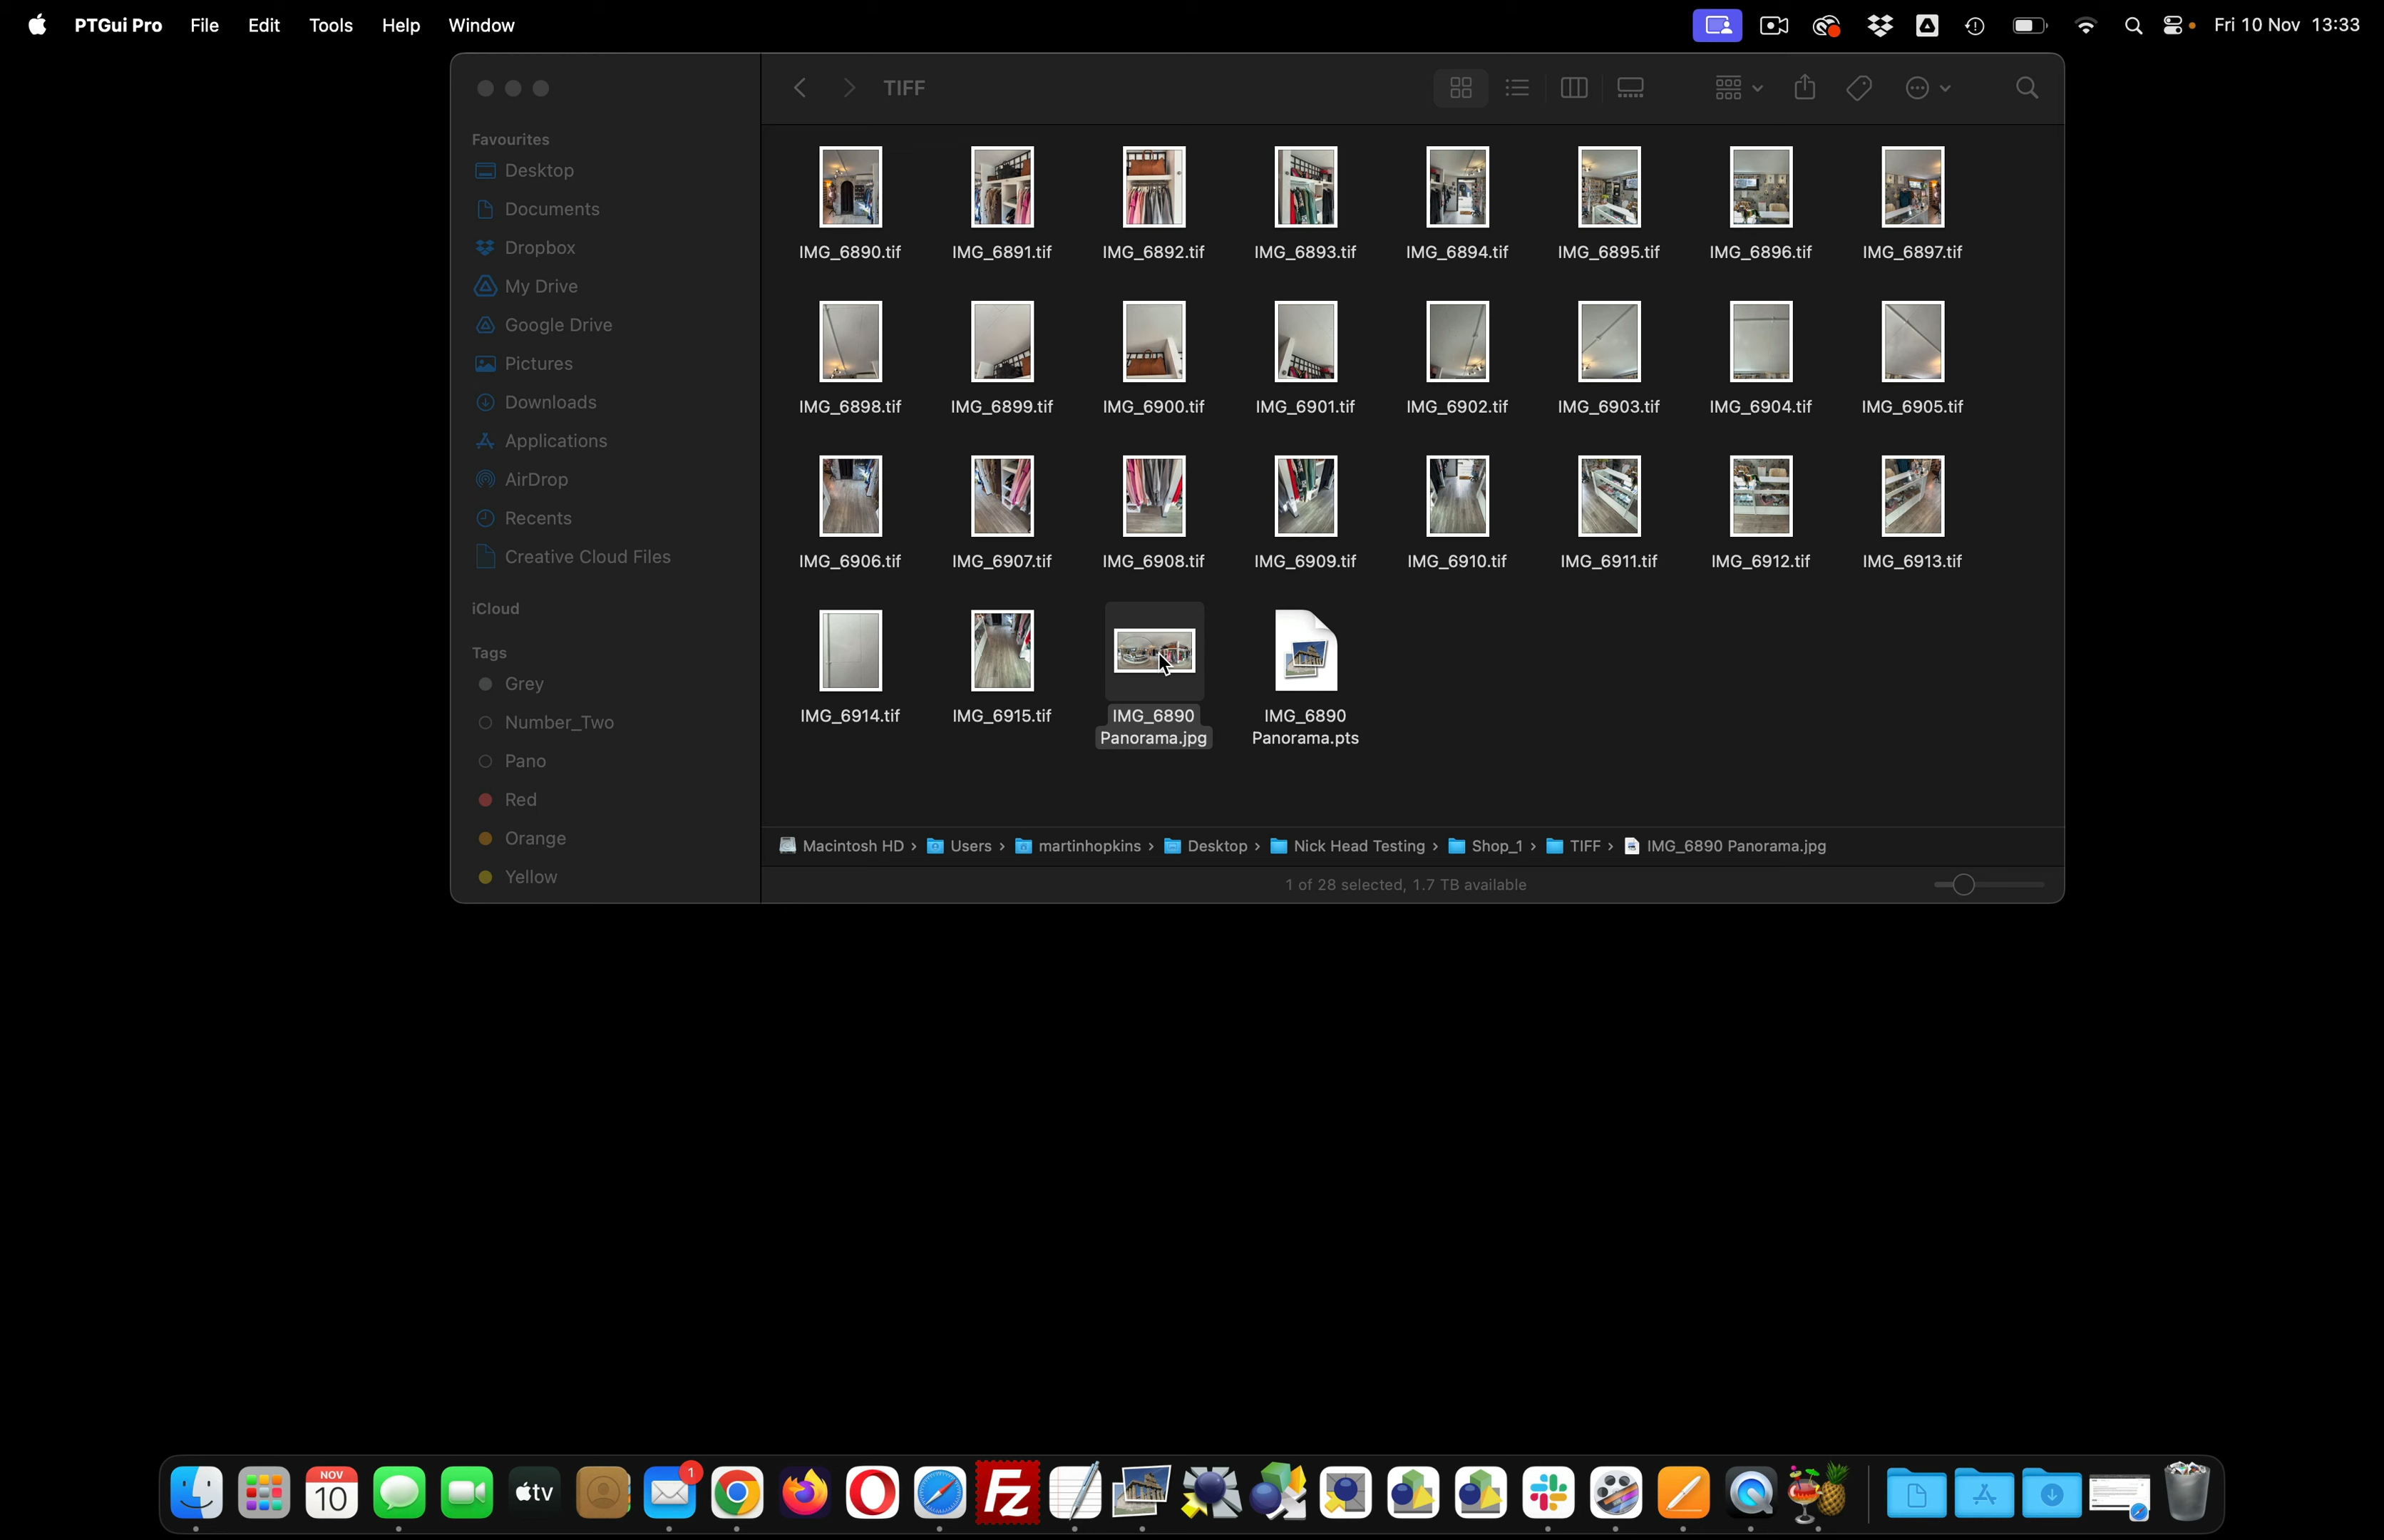 PTGui Pro File Edit Tools Help Window Fri 10 Nov 13:33
TIFF
Favourites
Desktop
Documents
Dropbox
My Drive
Google Drive
Pictures
Downloads
Applications
AirDrop
Recents
Creative Cloud Files
iCloud
Tags
Grey
Number_Two
Pano
Red
Orange
Yellow
IMG_6890.tif IMG_6891.tif IMG_6892.tif IMG_6893.tif IMG_6894.tif IMG_6895.tif IMG_6896.tif IMG_6897.tif
IMG_6898.tif IMG_6899.tif IMG_6900.tif IMG_6901.tif IMG_6902.tif IMG_6903.tif IMG_6904.tif IMG_6905.tif
IMG_6906.tif IMG_6907.tif IMG_6908.tif IMG_6909.tif IMG_6910.tif IMG_6911.tif IMG_6912.tif IMG_6913.tif
IMG_6914.tif IMG_6915.tif IMG_6890 IMG_6890
Panorama.jpg Panorama.pts
Macintosh HD › Users › martinhopkins › Desktop › Nick Head Testing › Shop_1 › TIFF › IMG_6890 Panorama.jpg
1 of 28 selected, 1.7 TB available
NOV
10
tv
1
Fz